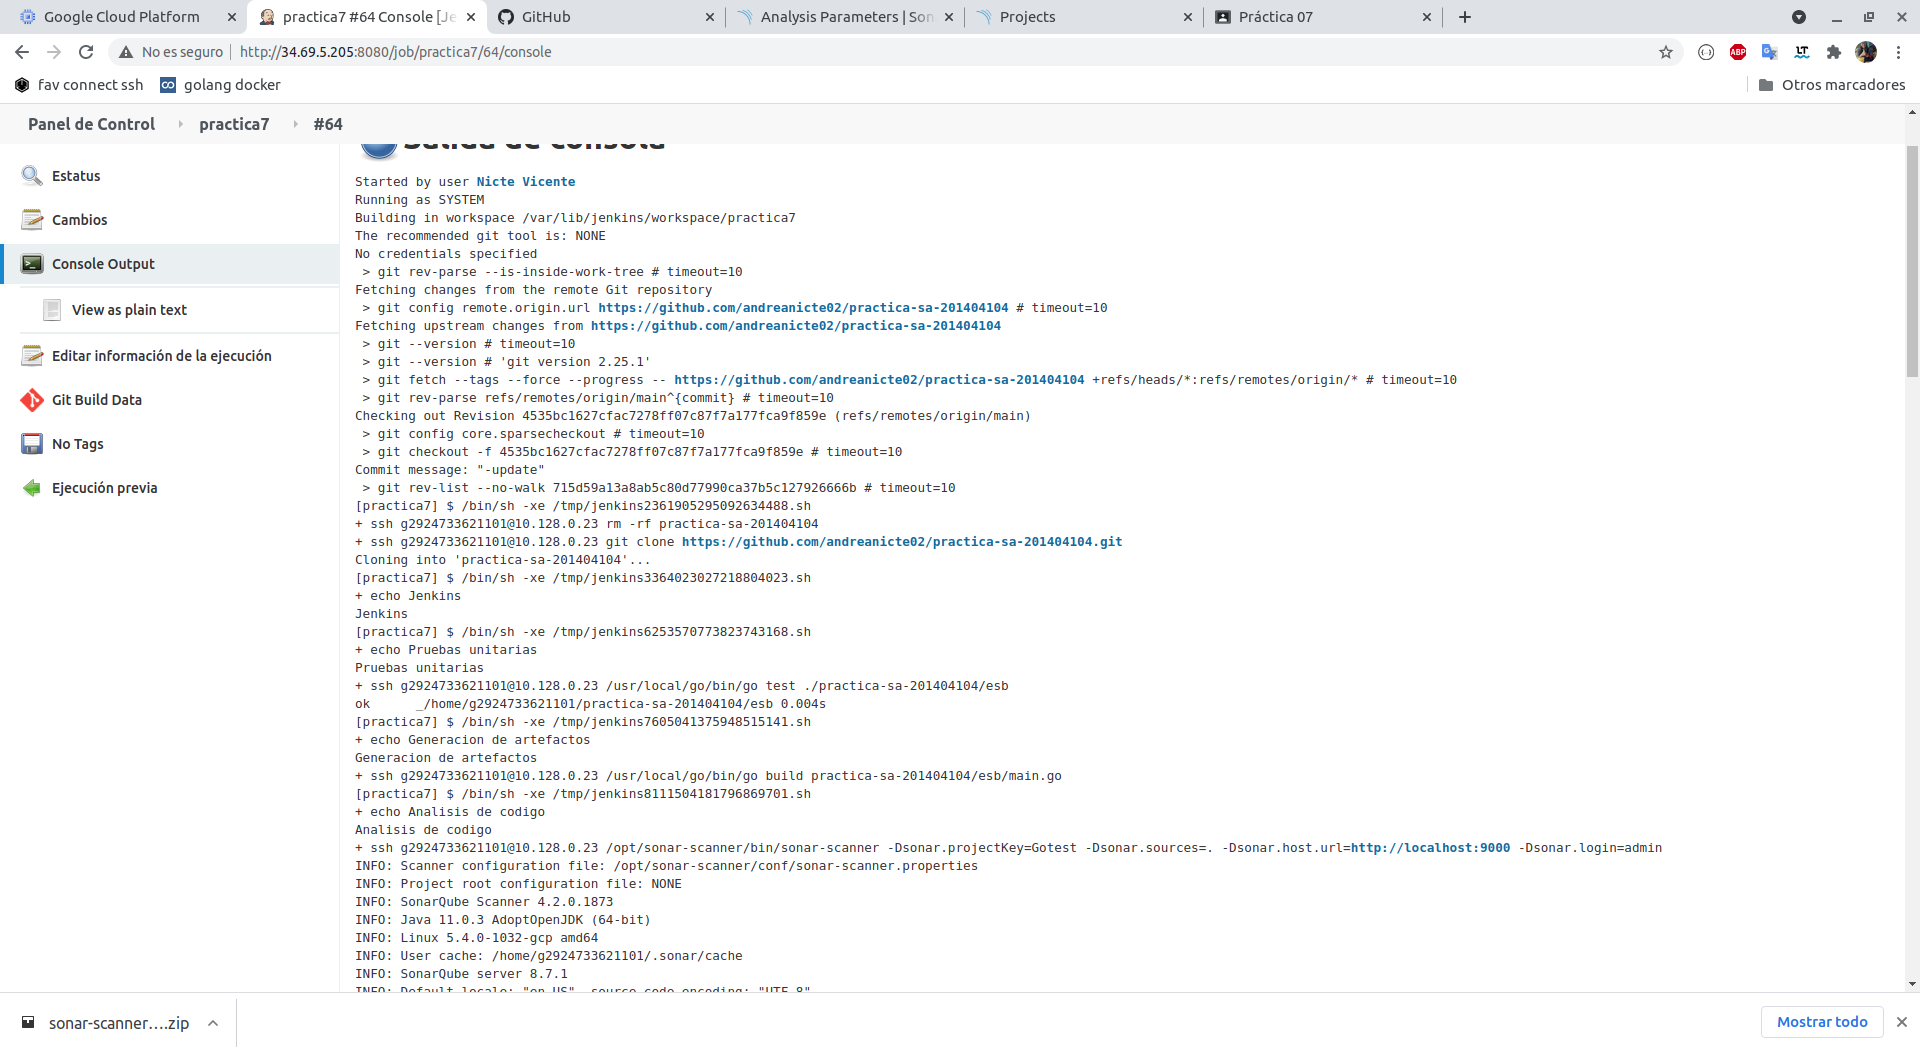 Google Cloud Platform
practica7 #64 Console [Je
GitHub
Analysis Parameters | Son
Projects
Práctica 07
No es seguro
http://34.69.5.205:8080/job/practica7/64/console
ABP
fav connect ssh
golang docker
Otros marcadores
Panel de Control
practica7
#64
Estatus
Cambios
Console Output
View as plain text
Editar información de la ejecución
Git Build Data
No Tags
Ejecución previa
Salida de consola
Started by user Nicte Vicente
Running as SYSTEM
Building in workspace /var/lib/jenkins/workspace/practica7
The recommended git tool is: NONE
No credentials specified
> git rev-parse --is-inside-work-tree # timeout=10
Fetching changes from the remote Git repository
> git config remote.origin.url https://github.com/andreanicte02/practica-sa-201404104 # timeout=10
Fetching upstream changes from https://github.com/andreanicte02/practica-sa-201404104
> git --version # timeout=10
> git --version # 'git version 2.25.1'
> git fetch --tags --force --progress -- https://github.com/andreanicte02/practica-sa-201404104 +refs/heads/*:refs/remotes/origin/* # timeout=10
> git rev-parse refs/remotes/origin/main^{commit} # timeout=10
Checking out Revision 4535bc1627cfac7278ff07c87f7a177fca9f859e (refs/remotes/origin/main)
> git config core.sparsecheckout # timeout=10
> git checkout -f 4535bc1627cfac7278ff07c87f7a177fca9f859e # timeout=10
Commit message: "-update"
> git rev-list --no-walk 715d59a13a8ab5c80d77990ca37b5c127926666b # timeout=10
[practica7] $ /bin/sh -xe /tmp/jenkins2361905295092634488.sh
+ ssh g2924733621101@10.128.0.23 rm -rf practica-sa-201404104
+ ssh g2924733621101@10.128.0.23 git clone https://github.com/andreanicte02/practica-sa-201404104.git
Cloning into 'practica-sa-201404104'...
[practica7] $ /bin/sh -xe /tmp/jenkins3364023027218804023.sh
+ echo Jenkins
Jenkins
[practica7] $ /bin/sh -xe /tmp/jenkins6253570773823743168.sh
+ echo Pruebas unitarias
Pruebas unitarias
+ ssh g2924733621101@10.128.0.23 /usr/local/go/bin/go test ./practica-sa-201404104/esb
ok _/home/g2924733621101/practica-sa-201404104/esb 0.004s
[practica7] $ /bin/sh -xe /tmp/jenkins7605041375948515141.sh
+ echo Generacion de artefactos
Generacion de artefactos
+ ssh g2924733621101@10.128.0.23 /usr/local/go/bin/go build practica-sa-201404104/esb/main.go
[practica7] $ /bin/sh -xe /tmp/jenkins8111504181796869701.sh
+ echo Analisis de codigo
Analisis de codigo
+ ssh g2924733621101@10.128.0.23 /opt/sonar-scanner/bin/sonar-scanner -Dsonar.projectKey=Gotest -Dsonar.sources=. -Dsonar.host.url=http://localhost:9000 -Dsonar.login=admin
INFO: Scanner configuration file: /opt/sonar-scanner/conf/sonar-scanner.properties
INFO: Project root configuration file: NONE
INFO: SonarQube Scanner 4.2.0.1873
INFO: Java 11.0.3 AdoptOpenJDK (64-bit)
INFO: Linux 5.4.0-1032-gcp amd64
INFO: User cache: /home/g2924733621101/.sonar/cache
INFO: SonarQube server 8.7.1
INFO: Default locale: "en_US", source code encoding: "UTF-8"
sonar-scanner....zip
Mostrar todo